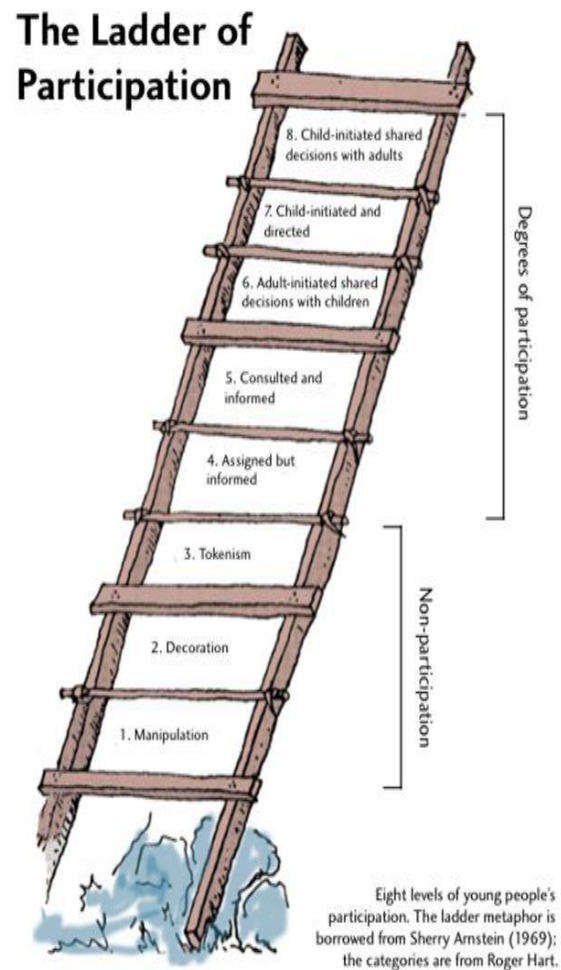 The Ladder of
Participation
8. Child-initiated shared
decisions with adults
7. Child-initiated and
directed
6. Adult-initiated shared
decisions with children
5. Consulted and
informed
4. Assigned but
informed
3. Tokenism
2. Decoration
1. Manipulation
Degrees of participation
Non-participation
Eight levels of young people's
participation. The ladder metaphor is
borrowed from Sherry Arnstein (1969);
the categories are from Roger Hart.